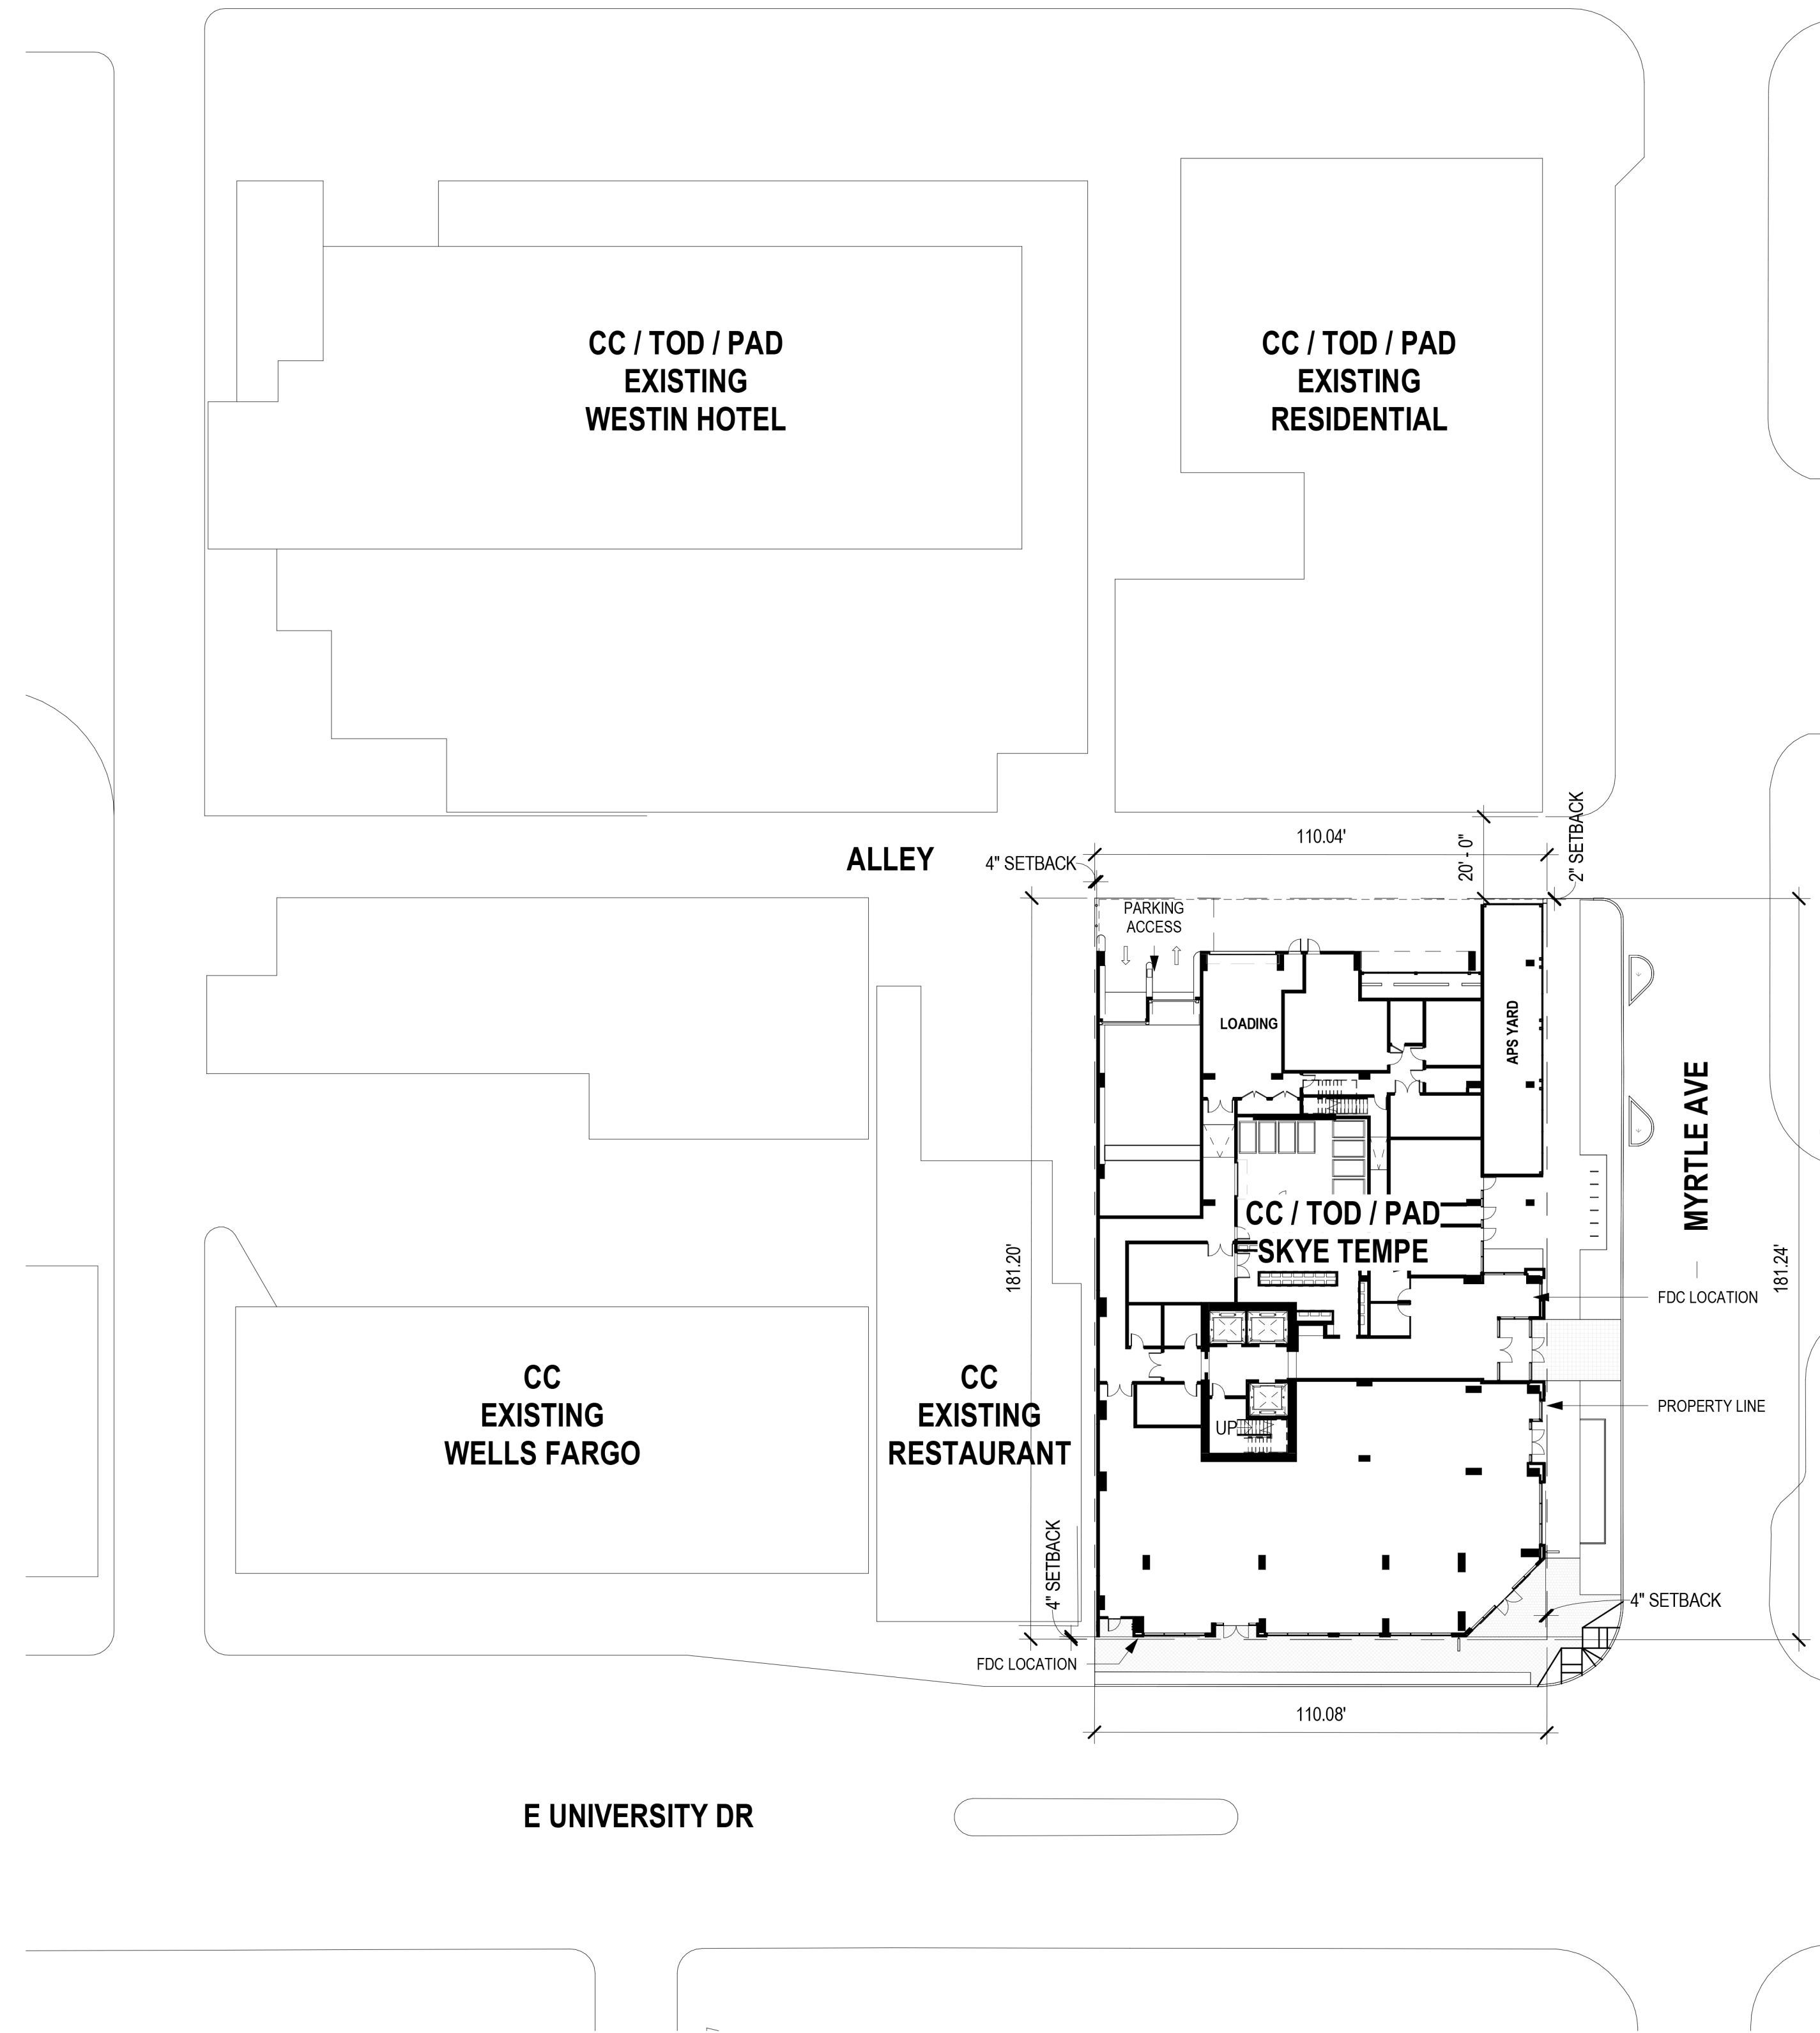 CC / TOD / PAD
EXISTING
WESTIN HOTEL
CC / TOD / PAD
EXISTING
RESIDENTIAL
ALLEY
4" SETBACK
110.04'
20' - 0"
2" SETBACK
PARKING
ACCESS
LOADING
APS YARD
MYRTLE AVE
CC / TOD / PAD
SKYE TEMPE
181.20'
181.24'
FDC LOCATION
CC
EXISTING
WELLS FARGO
CC
EXISTING
RESTAURANT
UP
PROPERTY LINE
4" SETBACK
4" SETBACK
FDC LOCATION
110.08'
E UNIVERSITY DR